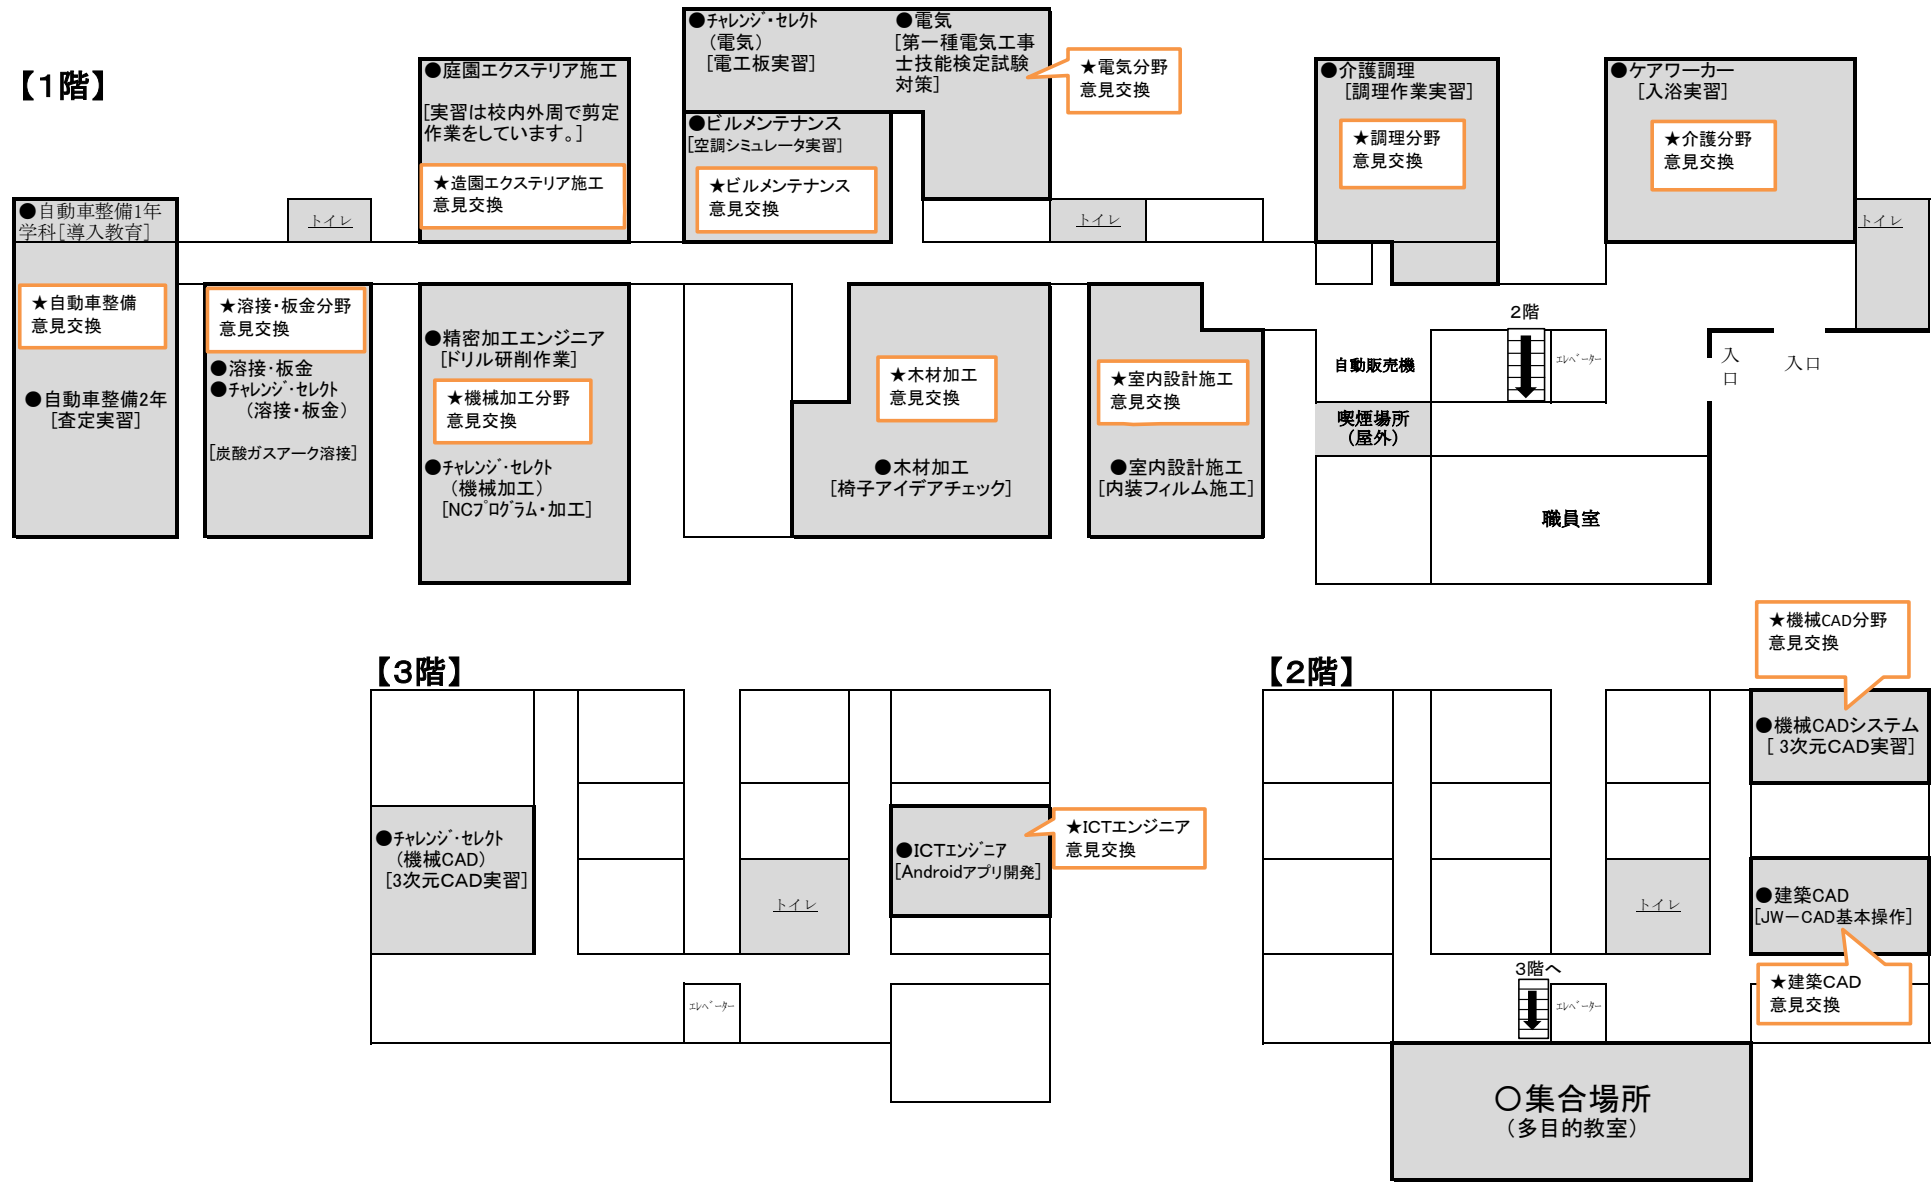 【1階】
●自動車整備1年
学科[導入教育]
★自動車整備
意見交換
●自動車整備2年
[査定実習]
トイレ
★溶接・板金分野
意見交換
●溶接・板金
●チャレンジ・セレクト
(溶接・板金)
[炭酸ガスアーク溶接]
●庭園エクステリア施工
[実習は校内外周で剪定
作業をしています。]
★造園エクステリア施工
意見交換
●精密加工エンジニア
[ドリル研削作業]
★機械加工分野
意見交換
●チャレンジ・セレクト
(機械加工)
[NCプログラム・加工]
●チャレンジ・セレクト
(電気)
[電工板実習]
●電気
[第一種電気工事
士技能検定試験
対策]
★電気分野
意見交換
●ビルメンテナンス
[空調シミュレータ実習]
★ビルメンテナンス
意見交換
トイレ
★木材加工
意見交換
●木材加工
[椅子アイデアチェック]
★室内設計施工
意見交換
●室内設計施工
[内装フィルム施工]
●介護調理
[調理作業実習]
★調理分野
意見交換
●ケアワーカー
[入浴実習]
★介護分野
意見交換
トイレ
2階
エレベーター
自動販売機
喫煙場所
(屋外)
職員室
入
口
入口
【3階】
●チャレンジ・セレクト
(機械CAD)
[3次元CAD実習]
トイレ
●ICTエンジニア
[Androidアプリ開発]
★ICTエンジニア
意見交換
エレベーター
【2階】
★機械CAD分野
意見交換
●機械CADシステム
[ 3次元CAD実習]
トイレ
●建築CAD
[JW－CAD基本操作]
★建築CAD
意見交換
3階へ
エレベーター
○集合場所
(多目的教室)